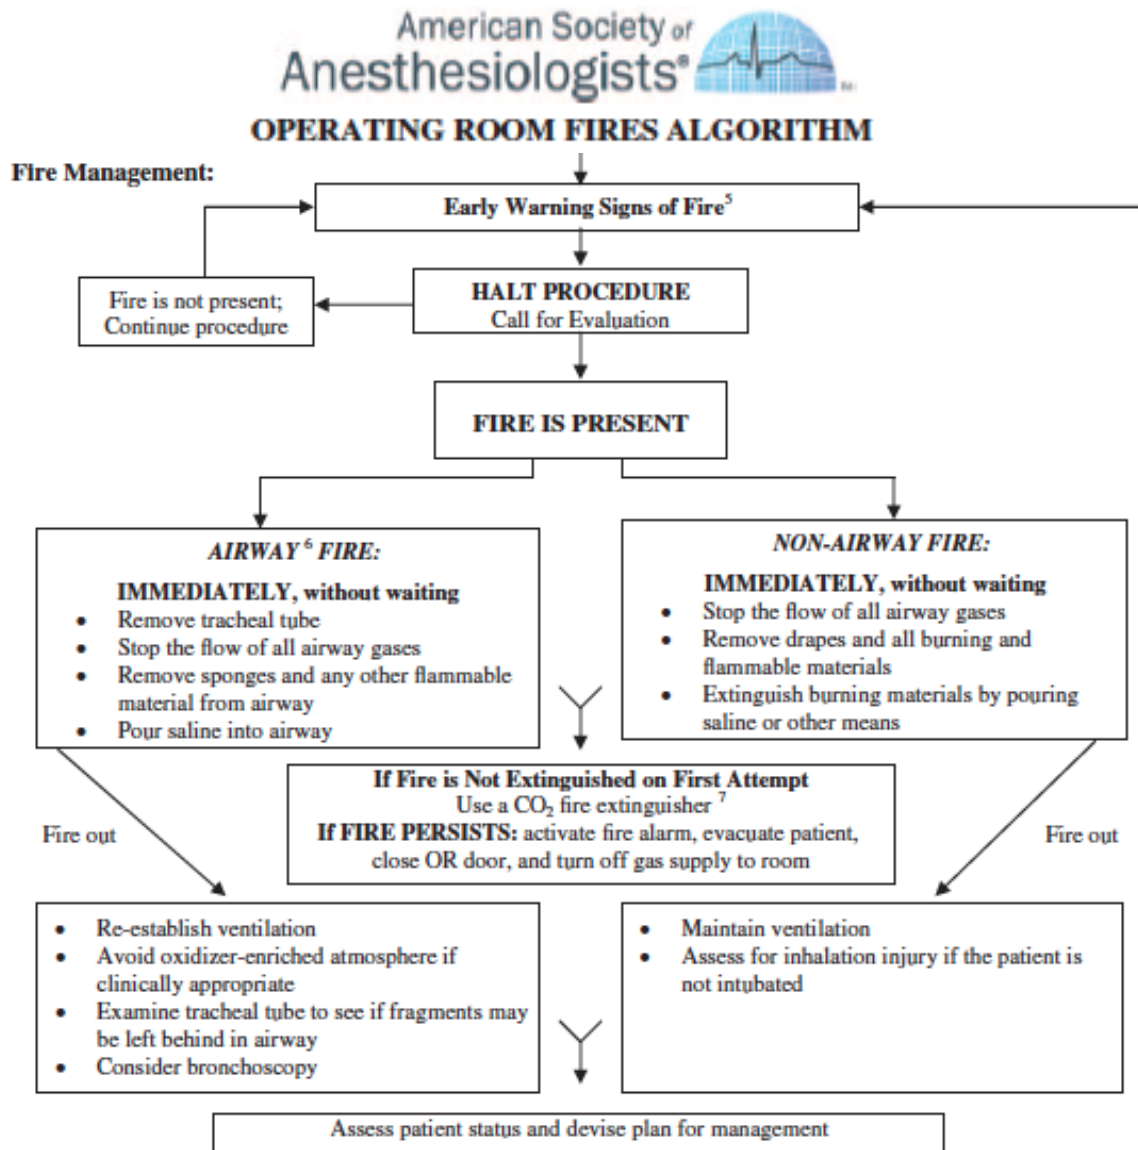 American Society of
Anesthesiologists®
OPERATING ROOM FIRES ALGORITHM
Fire Management:
Early Warning Signs of Fire5
HALT PROCEDURE
Call for Evaluation
Fire is not present;
Continue procedure
FIRE IS PRESENT
AIRWAY 6 FIRE:
IMMEDIATELY, without waiting
• Remove tracheal tube
• Stop the flow of all airway gases
• Remove sponges and any other flammable
material from airway
• Pour saline into airway
NON-AIRWAY FIRE:
IMMEDIATELY, without waiting
• Stop the flow of all airway gases
• Remove drapes and all burning and
flammable materials
• Extinguish burning materials by pouring
saline or other means
If Fire is Not Extinguished on First Attempt
Use a CO2 fire extinguisher 7
If FIRE PERSISTS: activate fire alarm, evacuate patient,
close OR door, and turn off gas supply to room
Fire out
Fire out
• Re-establish ventilation
• Avoid oxidizer-enriched atmosphere if
clinically appropriate
• Examine tracheal tube to see if fragments may
be left behind in airway
• Consider bronchoscopy
• Maintain ventilation
• Assess for inhalation injury if the patient is
not intubated
Assess patient status and devise plan for management